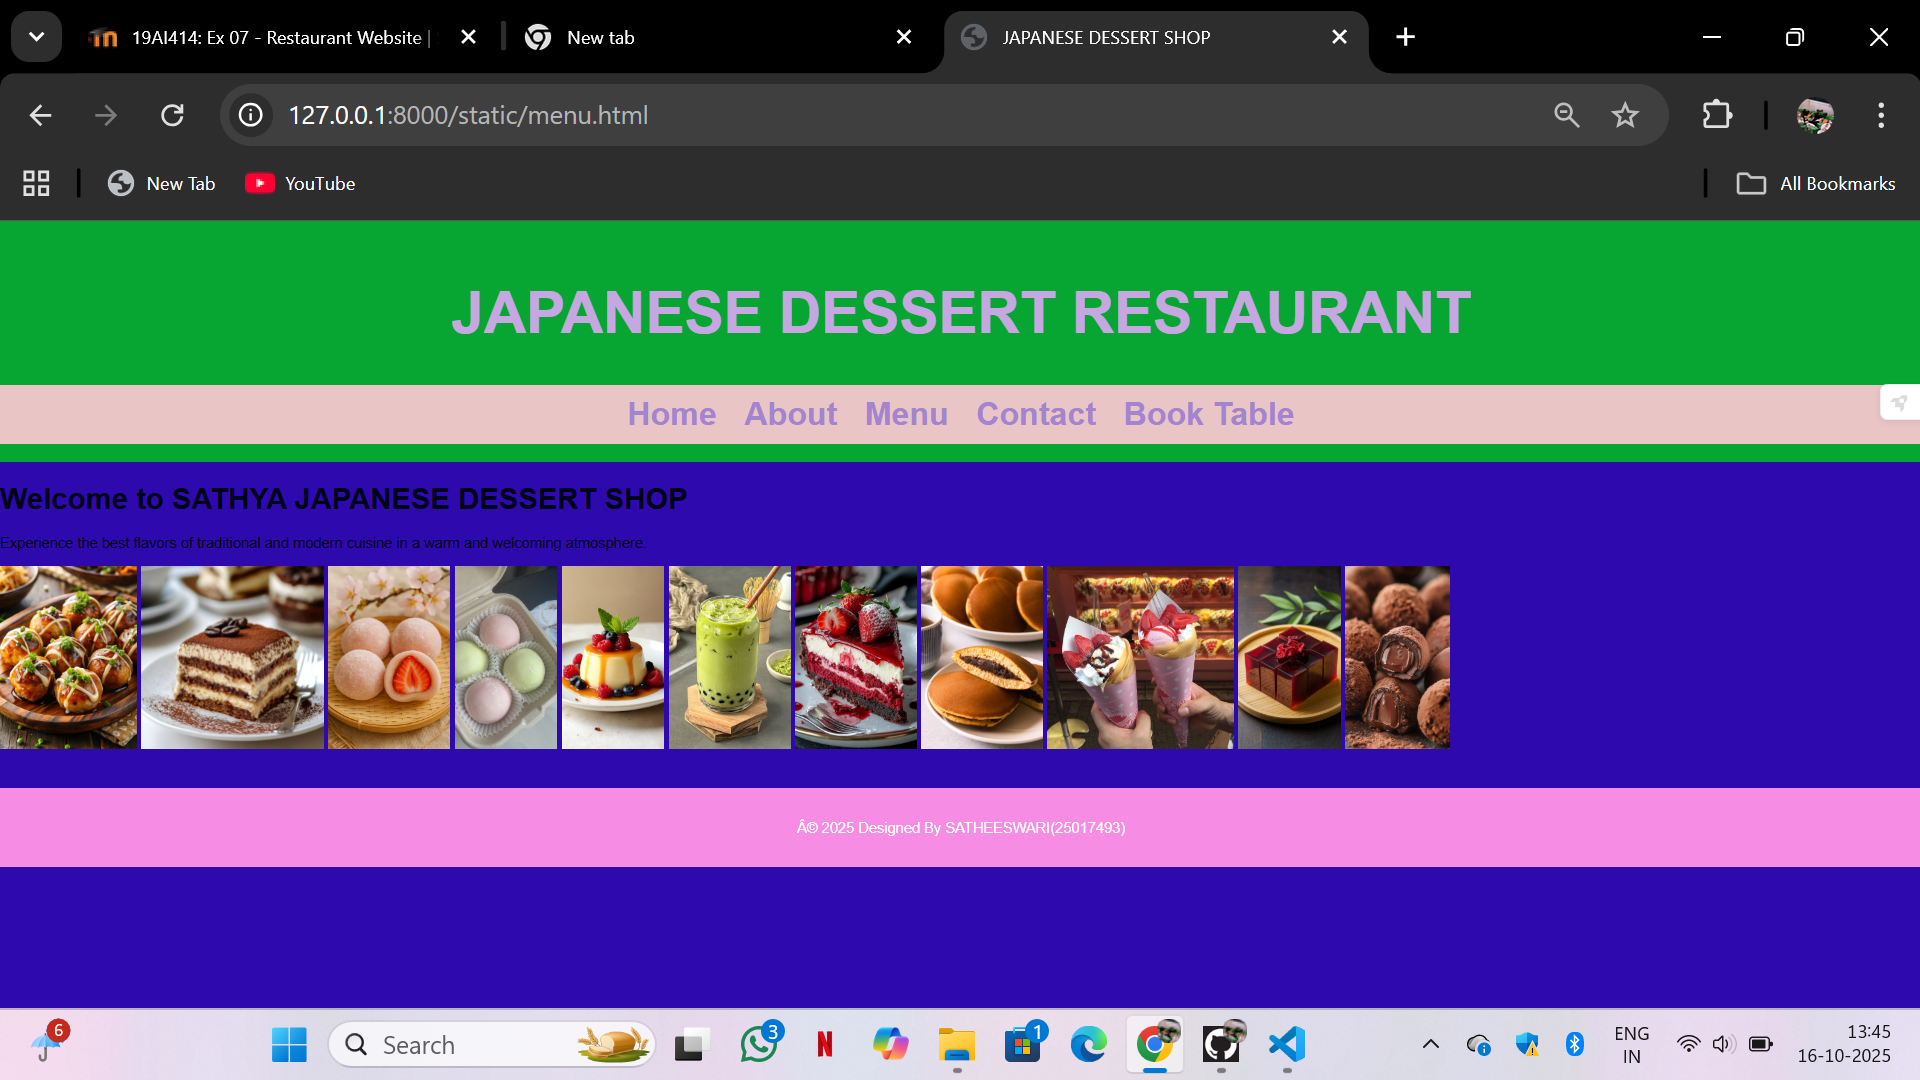 19AI414: Ex 07 - Restaurant Website |
New tab
JAPANESE DESSERT SHOP
127.0.0.1:8000/static/menu.html
New Tab
YouTube
All Bookmarks
JAPANESE DESSERT RESTAURANT
Home About Menu Contact Book Table
Welcome to SATHYA JAPANESE DESSERT SHOP
Experience the best flavors of traditional and modern cuisine in a warm and welcoming atmosphere.
Â© 2025 Designed By SATHEESWARI(25017493)
6
Search
3
N
1
ENG
IN
13:45
16-10-2025